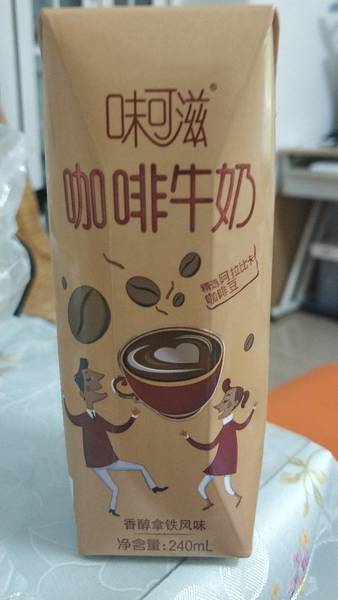 味可滋®
咖啡牛奶
精选阿拉比卡
咖啡豆
香醇拿铁风味
净含量:240mL